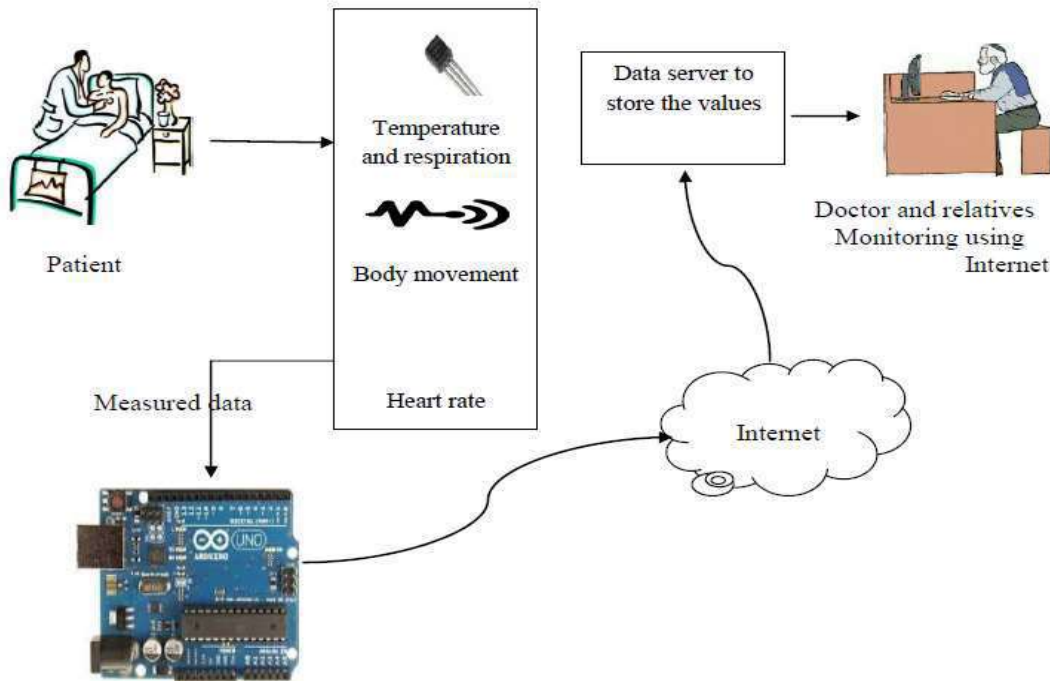 Patient
Temperature
and respiration
Body movement
Heart rate
Data server to
store the values
Doctor and relatives
Monitoring using
Internet
Measured data
Internet
UNO
ARDUINO